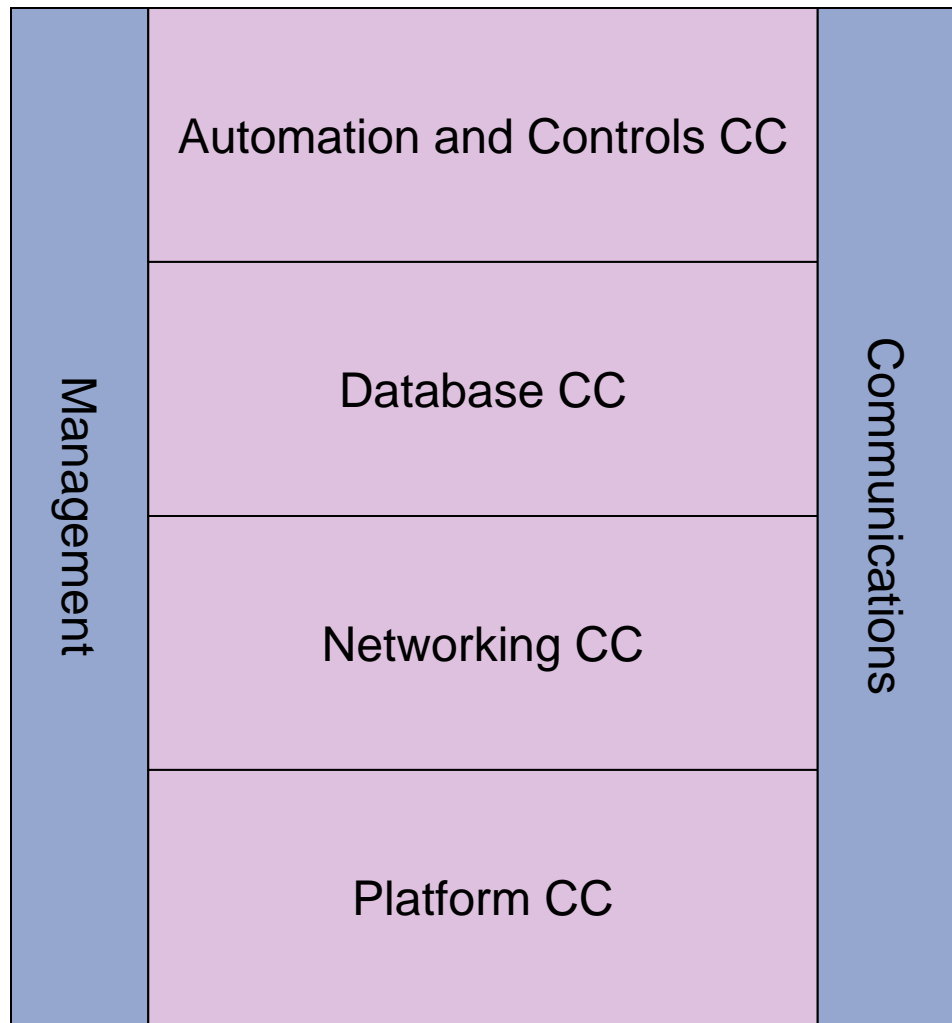 Management
Automation and Controls CC
Database CC
Networking CC
Platform CC
Communications